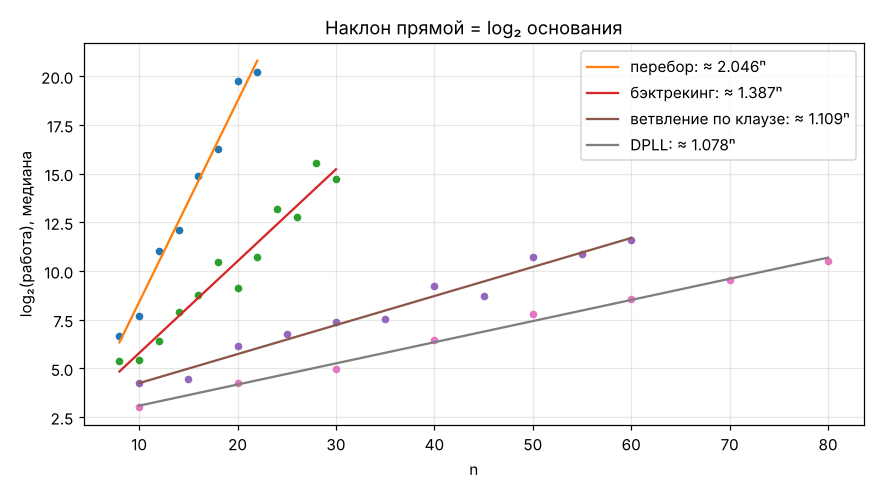 Наклон прямой = log₂ основания
log₂(работа), медиана
20.0
17.5
15.0
12.5
10.0
7.5
5.0
2.5
перебор: ≈ 2.046ⁿ
бэктрекинг: ≈ 1.387ⁿ
ветвление по клаузе: ≈ 1.109ⁿ
DPLL: ≈ 1.078ⁿ
10 20 30 40 50 60 70 80
n